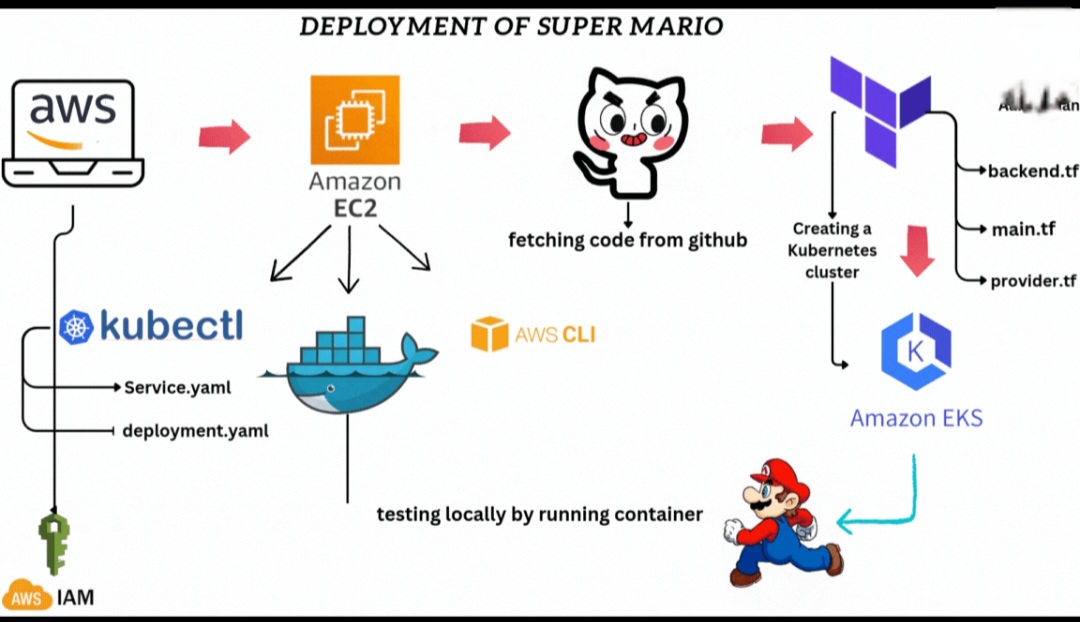 DEPLOYMENT OF SUPER MARIO
aws
Amazon
EC2
fetching code from github
Creating a
Kubernetes
cluster
backend.tf
main.tf
provider.tf
kubectl
Service.yaml
deployment.yaml
AWS CLI
K
Amazon EKS
testing locally by running container
M
AWS IAM